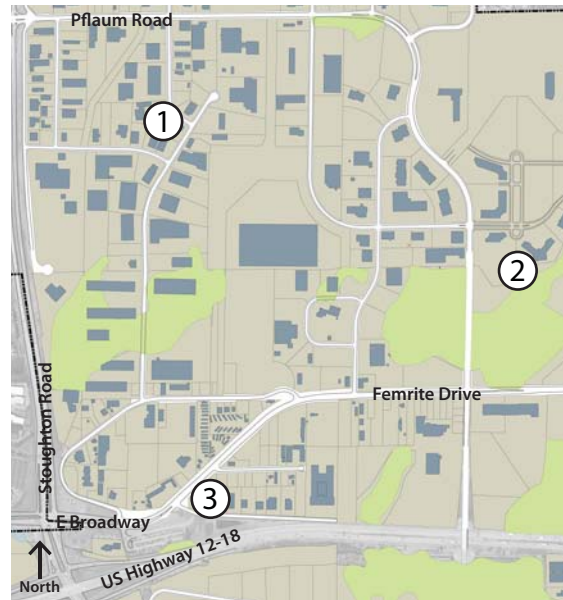 Pflaum Road
1
2
Femrite Drive
Stoughton Road
3
E Broadway
US Highway 12-18
North